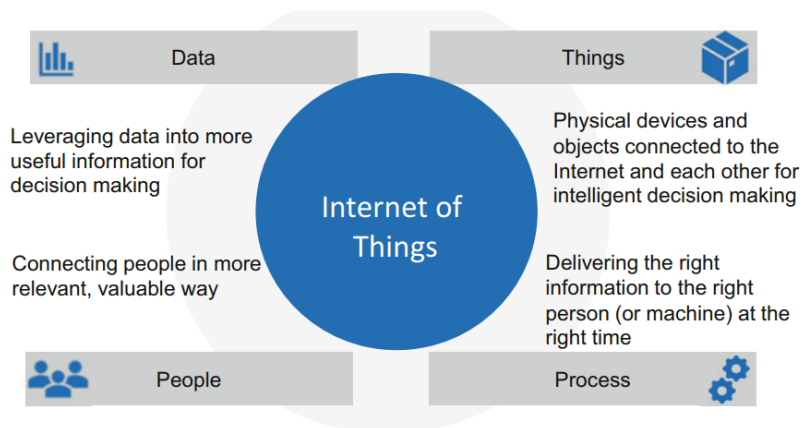 Data
Things
Leveraging data into more
useful information for
decision making
Physical devices and
objects connected to the
Internet and each other for
intelligent decision making
Internet of
Things
Connecting people in more
relevant, valuable way
Delivering the right
information to the right
person (or machine) at the
right time
People
Process